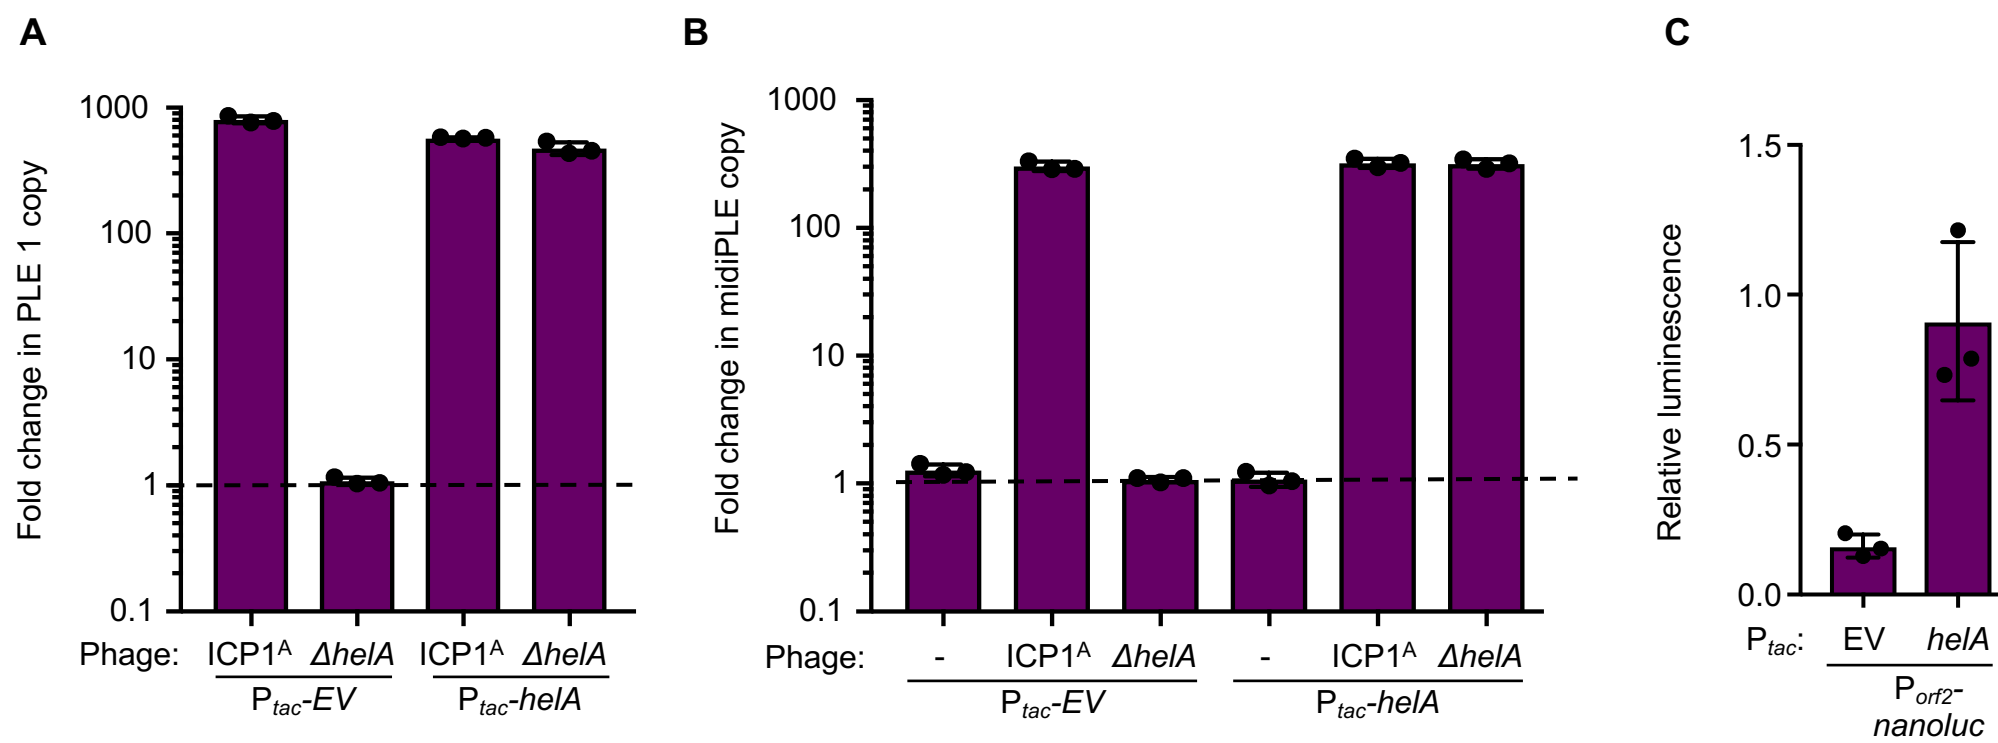 A
Fold change in PLE 1 copy
1000
100
10
1
0.1
Phage: ICP1ᴬ ΔhelA ICP1ᴬ ΔhelA
Ptac-EV Ptac-helA
B
Fold change in midiPLE copy
1000
100
10
1
0.1
Phage: - ICP1ᴬ ΔhelA - ICP1ᴬ ΔhelA
Ptac-EV Ptac-helA
C
Relative luminescence
1.5
1.0
0.5
0.0
Ptac: EV helA
Porf2-
nanoluc